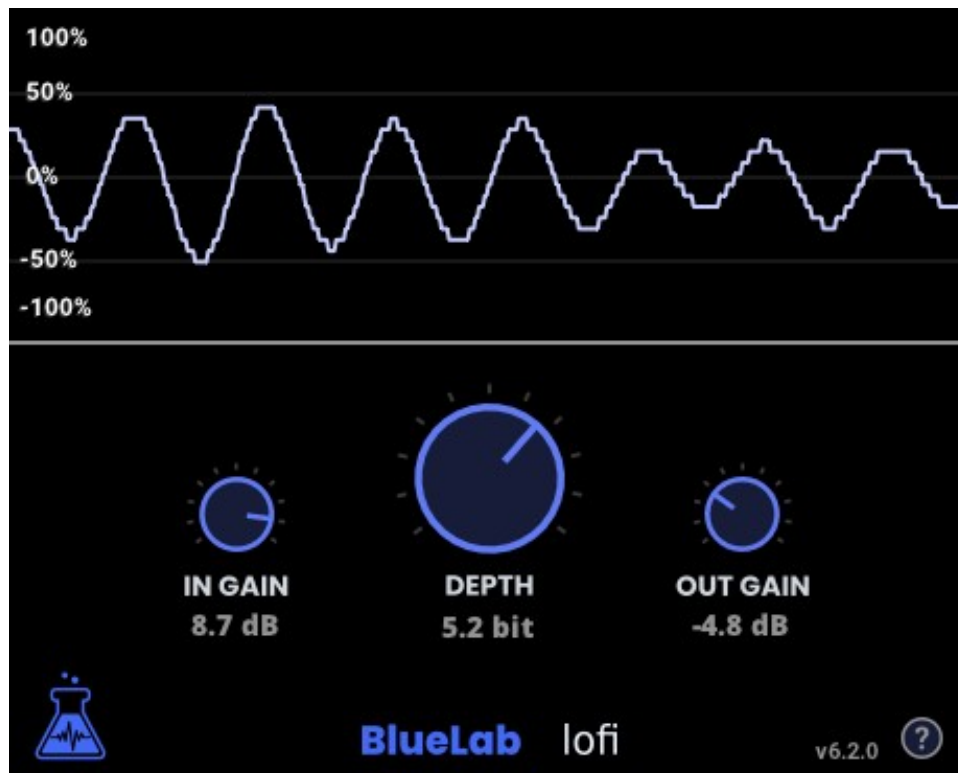 100%
50%
0%
-50%
-100%
IN GAIN
8.7 dB
DEPTH
5.2 bit
OUT GAIN
-4.8 dB
BlueLab lofi
v6.2.0
?